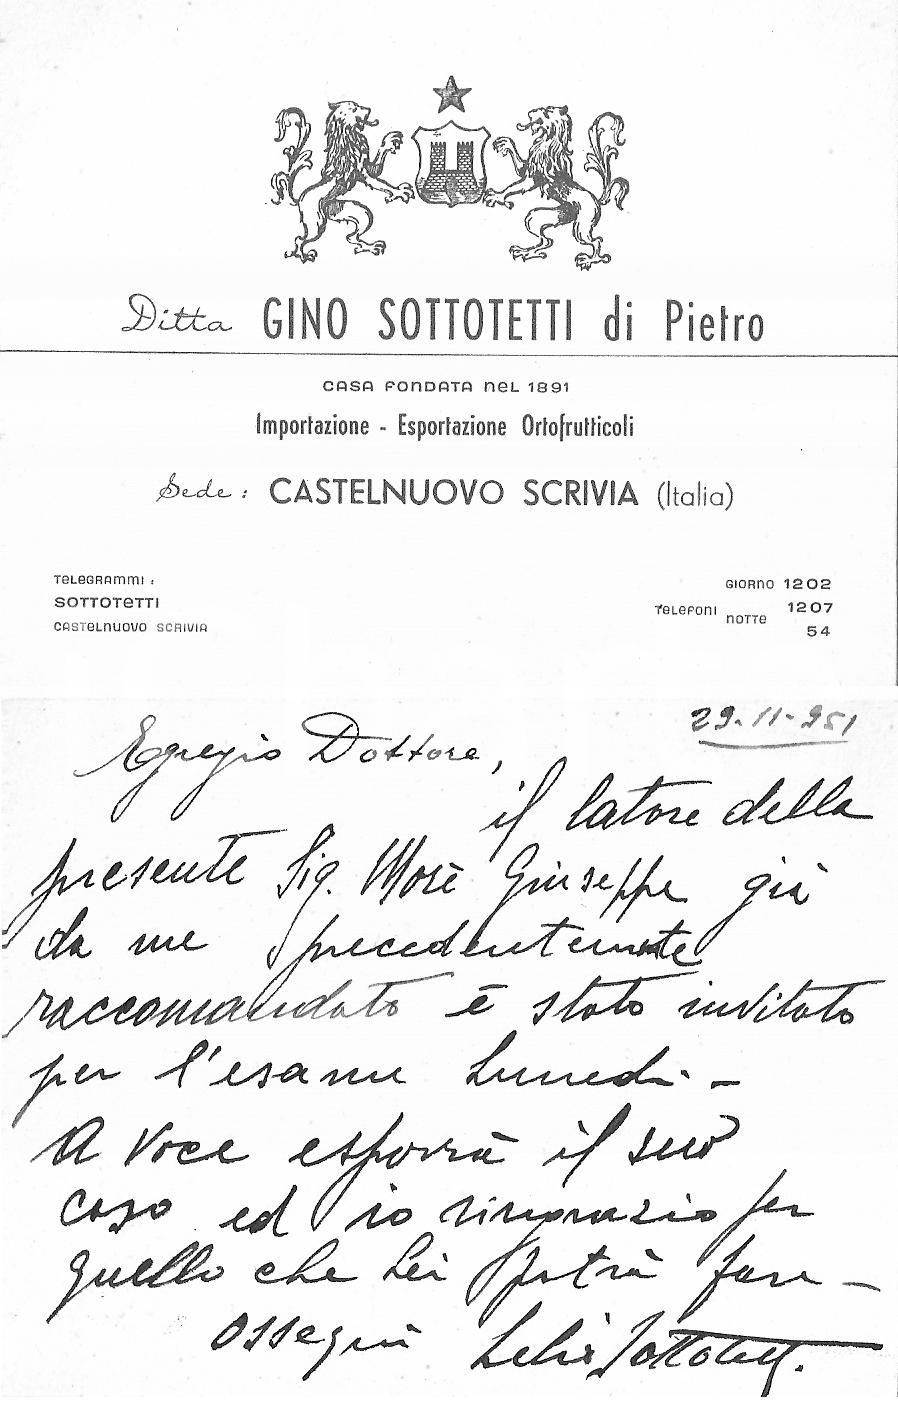 Ditta GINO SOTTOTETTI di Pietro
CASA FONDATA NEL 1891
Importazione - Esportazione Ortofrutticoli
Sede : CASTELNUOVO SCRIVIA (Italia)
TELEGRAMMI :
SOTTOTETTI
CASTELNUOVO SCRIVIA
GIORNO 1202
TELEFONI NOTTE 1207
54
29-11-951
Egregio Dottore,
il latore della
presente Sig. Morè Giuseppe già
da me precedentemente
raccomandato è stato invitato
per l'esame Lunedì. -
A voce esporrà il suo
caso ed io ringrazio per
quello che Lei potrà fare -
Ossequi Sottotetti.